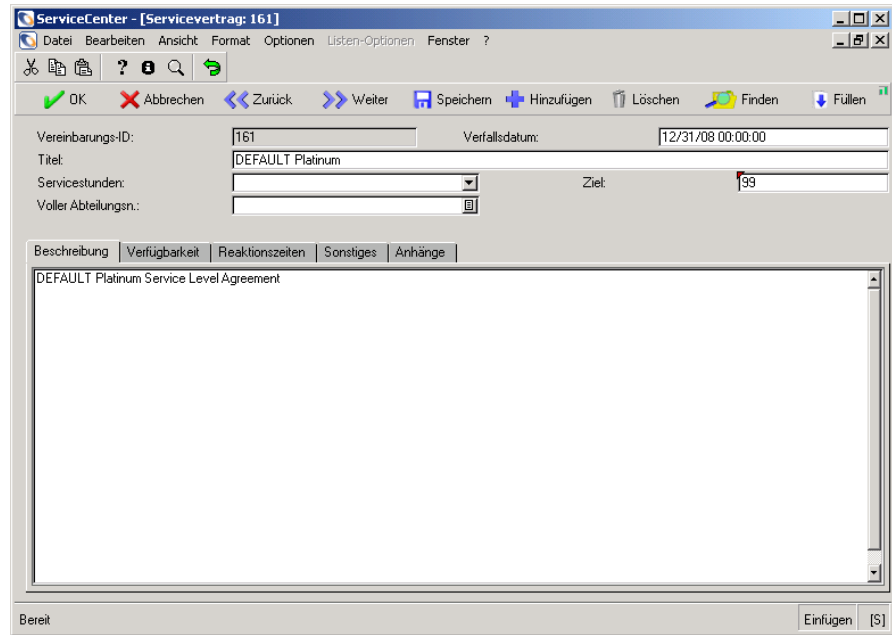 ServiceCenter - [Servicevertrag: 161]
Datei Bearbeiten Ansicht Format Optionen Listen-Optionen Fenster ?
OK Abbrechen Zurück Weiter Speichern Hinzufügen Löschen Finden Füllen
Vereinbarungs-ID: 161 Verfallsdatum: 12/31/08 00:00:00
Titel: DEFAULT Platinum
Servicestunden: Ziel: 99
Voller Abteilungsn.:
Beschreibung Verfügbarkeit Reaktionszeiten Sonstiges Anhänge
DEFAULT Platinum Service Level Agreement
Bereit Einfügen [S]